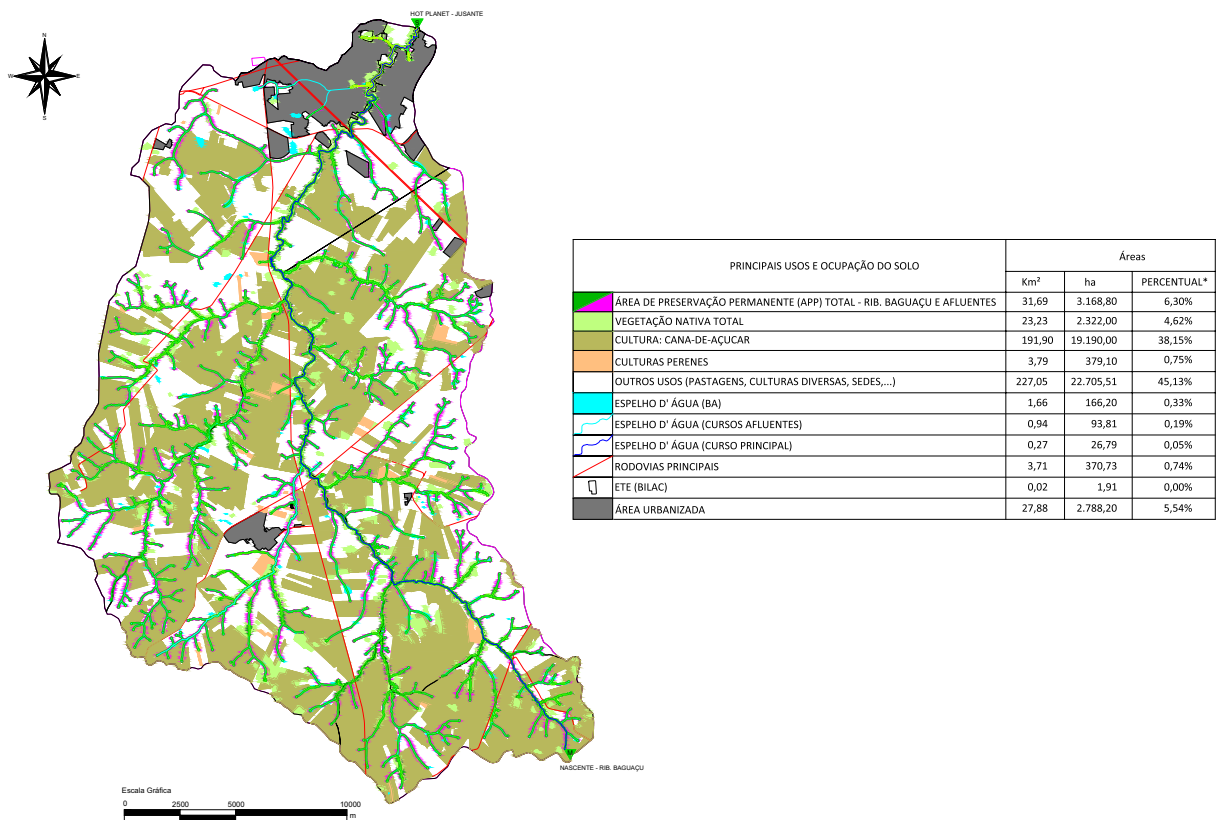 HOT PLANET - JUSANTE
N
W E
S
PRINCIPAIS USOS E OCUPAÇÃO DO SOLO Áreas
Km² ha PERCENTUAL*
ÁREA DE PRESERVAÇÃO PERMANENTE (APP) TOTAL - RIB. BAGUAÇU E AFLUENTES 31,69 3.168,80 6,30%
VEGETAÇÃO NATIVA TOTAL 23,23 2.322,00 4,62%
CULTURA: CANA-DE-AÇUCAR 191,90 19.190,00 38,15%
CULTURAS PERENES 3,79 379,10 0,75%
OUTROS USOS (PASTAGENS, CULTURAS DIVERSAS, SEDES,...) 227,05 22.705,51 45,13%
ESPELHO D' ÁGUA (BA) 1,66 166,20 0,33%
ESPELHO D' ÁGUA (CURSOS AFLUENTES) 0,94 93,81 0,19%
ESPELHO D' ÁGUA (CURSO PRINCIPAL) 0,27 26,79 0,05%
RODOVIAS PRINCIPAIS 3,71 370,73 0,74%
ETE (BILAC) 0,02 1,91 0,00%
ÁREA URBANIZADA 27,88 2.788,20 5,54%
NASCENTE - RIB. BAGUAÇU
Escala Gráfica
0 2500 5000 10000
m